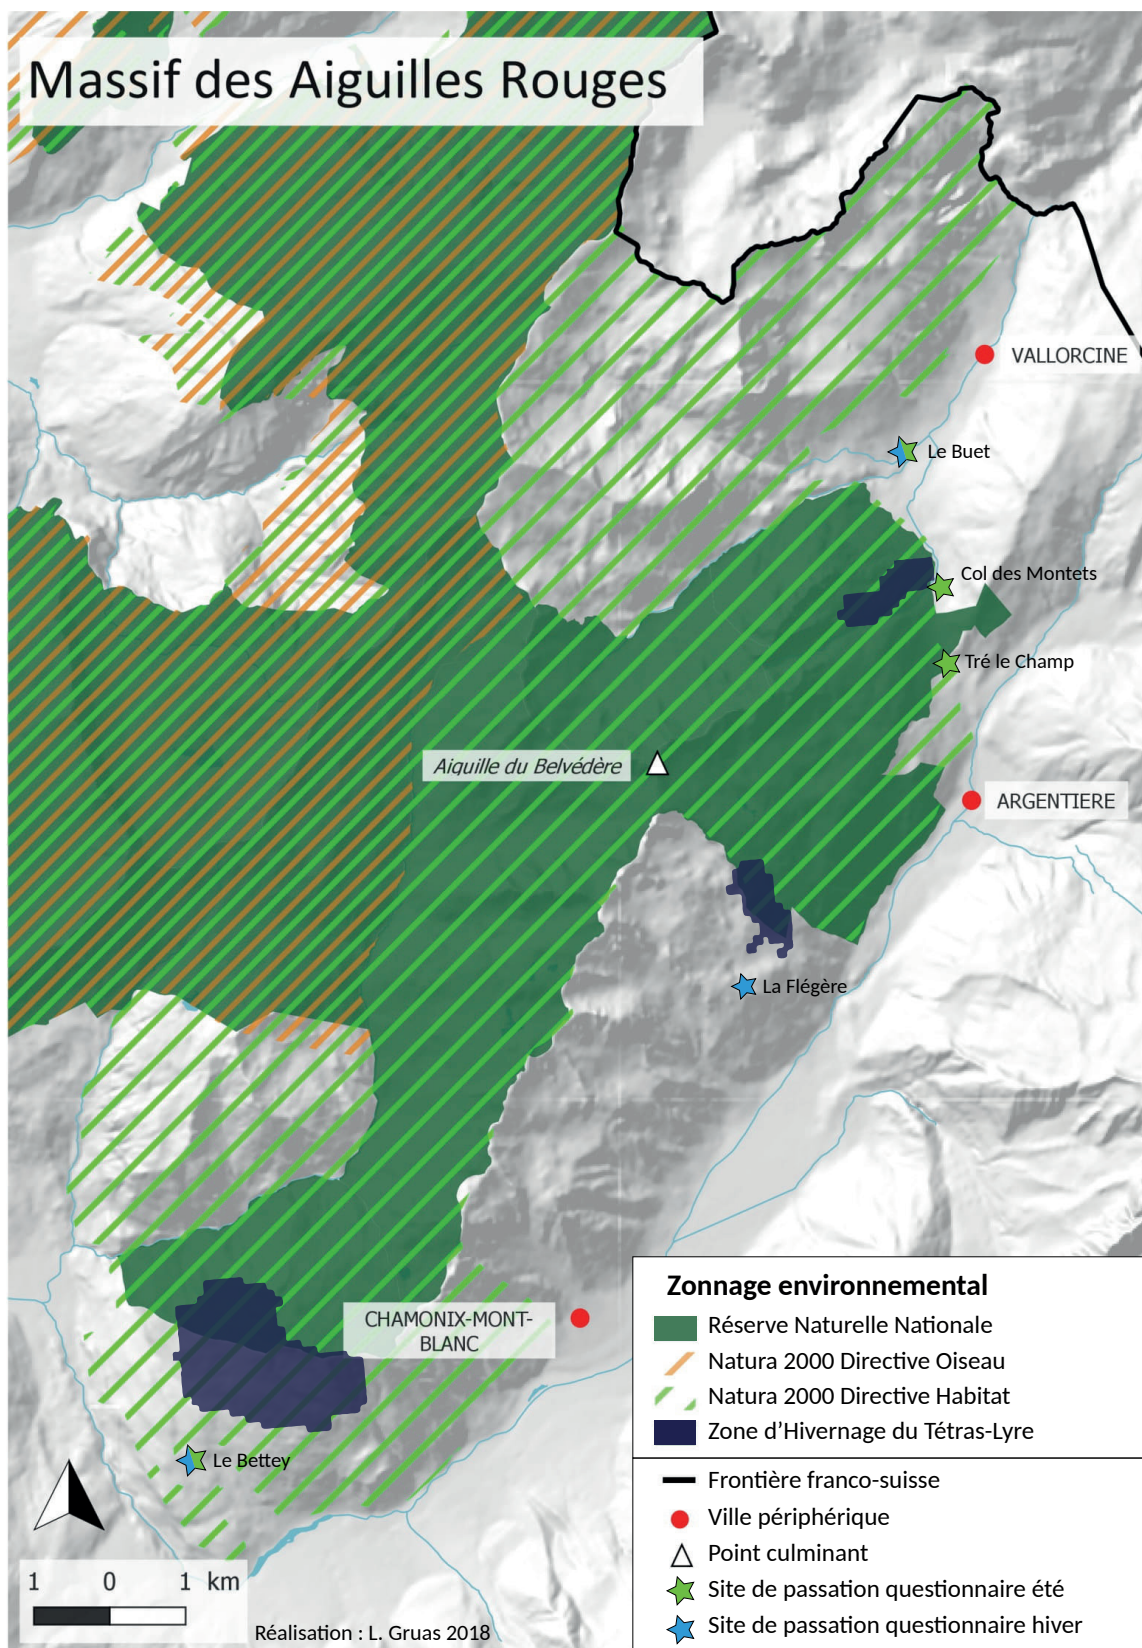 Massif des Aiguilles Rouges
VALLORCINE
Le Buet
Col des Montets
Tré le Champ
Aiguille du Belvédère
ARGENTIERE
La Flégère
CHAMONIX-MONT-
BLANC
Le Bettey
Zonnage environnemental
Réserve Naturelle Nationale
Natura 2000 Directive Oiseau
Natura 2000 Directive Habitat
Zone d'Hivernage du Tétras-Lyre
Frontière franco-suisse
Ville périphérique
Point culminant
Site de passation questionnaire été
Site de passation questionnaire hiver
1 0 1 km
Réalisation : L. Gruas 2018